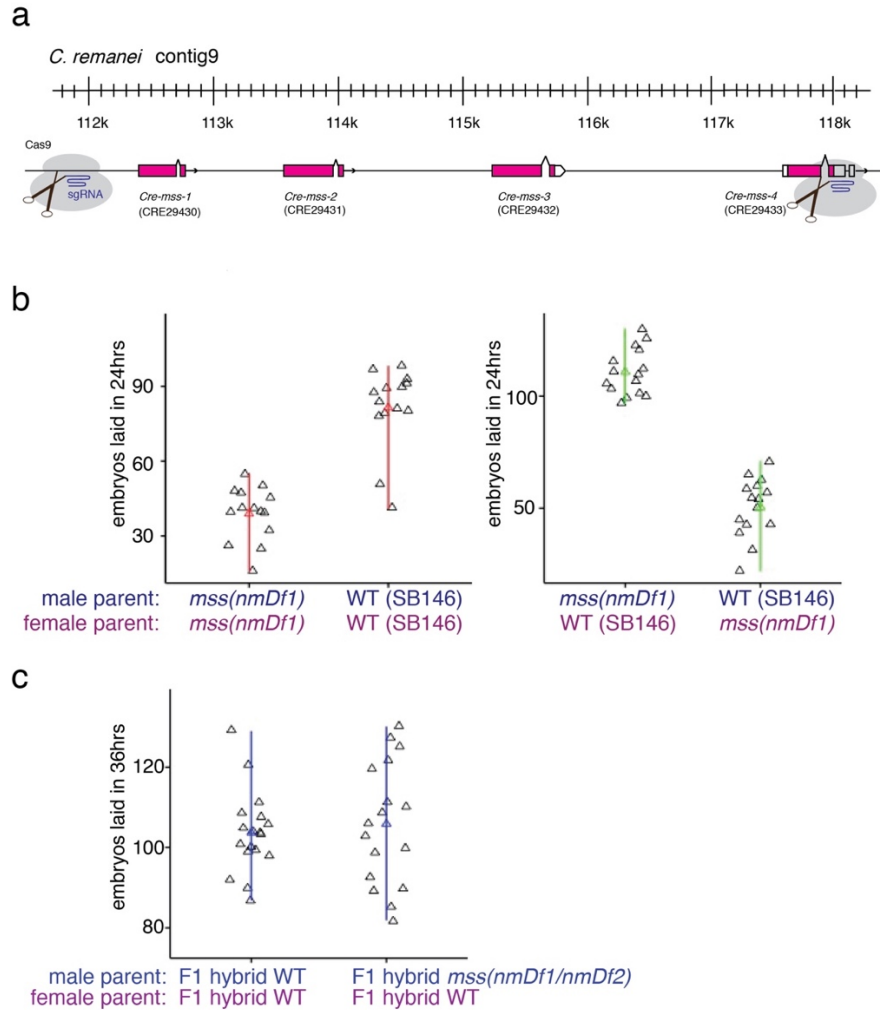 a
C. remanei contig9
112k 113k 114k 115k 116k 117k 118k
Cas9
sgRNA
Cre-mss-1 Cre-mss-2 Cre-mss-3 Cre-mss-4
(CRE29430) (CRE29431) (CRE29432) (CRE29433)
b
embryos laid in 24hrs
90
60
30
male parent: mss(nmDf1) WT (SB146)
female parent: mss(nmDf1) WT (SB146)
embryos laid in 24hrs
100
50
mss(nmDf1) WT (SB146)
WT (SB146) mss(nmDf1)
c
embryos laid in 36hrs
120
100
80
male parent: F1 hybrid WT F1 hybrid mss(nmDf1/nmDf2)
female parent: F1 hybrid WT F1 hybrid WT